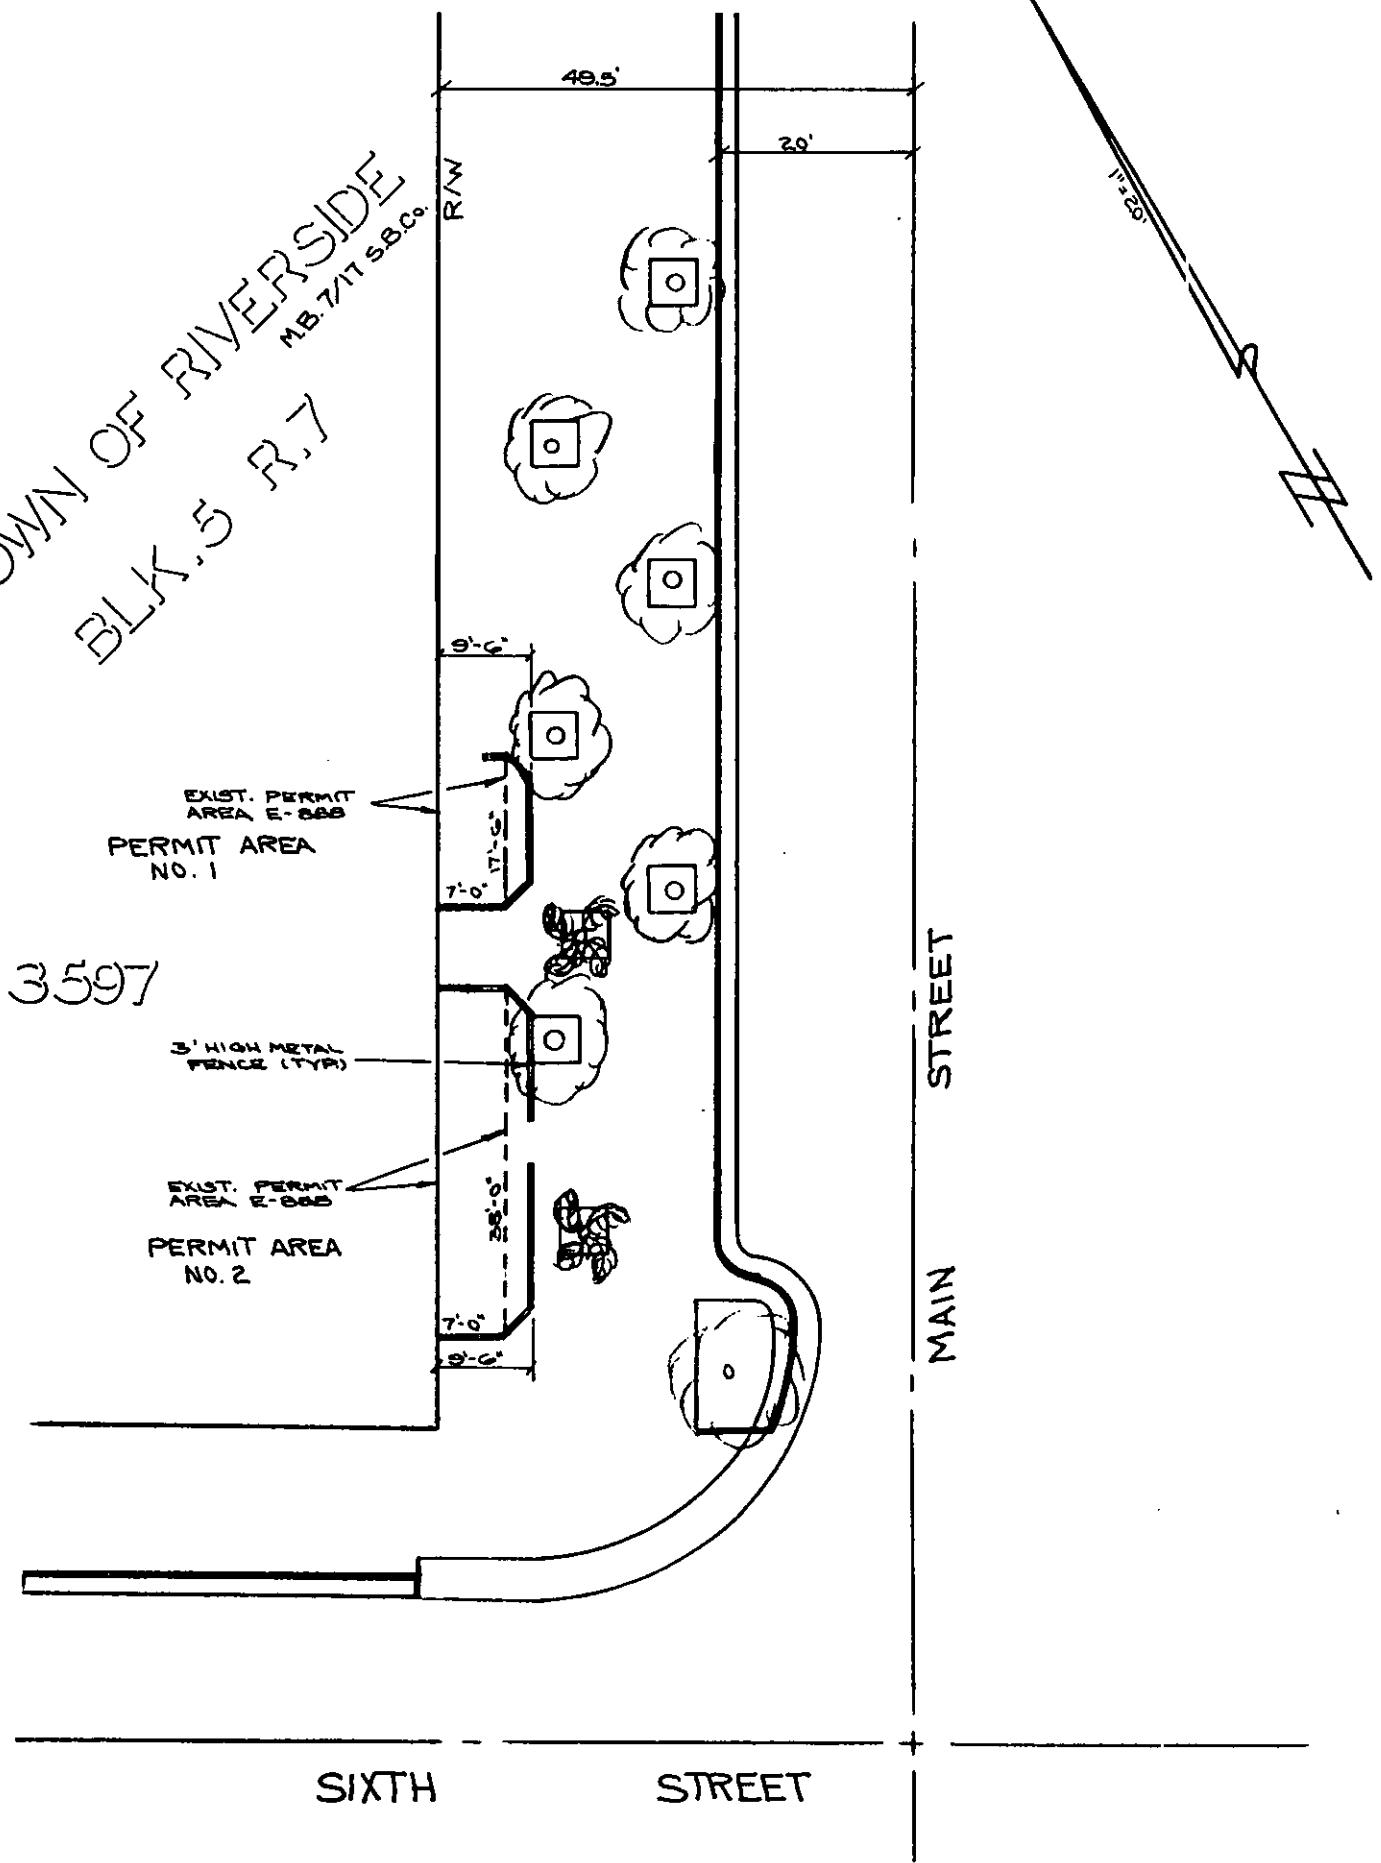 49.5'
20'
R/W
1"=20'
N
OWN OF RIVERSIDE
M.B. 7/17 S.B.Co.
BLK. 5 R. 7
9'-6"
EXIST. PERMIT
AREA E-888
PERMIT AREA
NO. 1
17'-6"
7'-0"
3597
3' HIGH METAL
FENCE (TYP.)
EXIST. PERMIT
AREA E-888
PERMIT AREA
NO. 2
38'-0"
7'-0"
9'-6"
MAIN STREET
SIXTH STREET